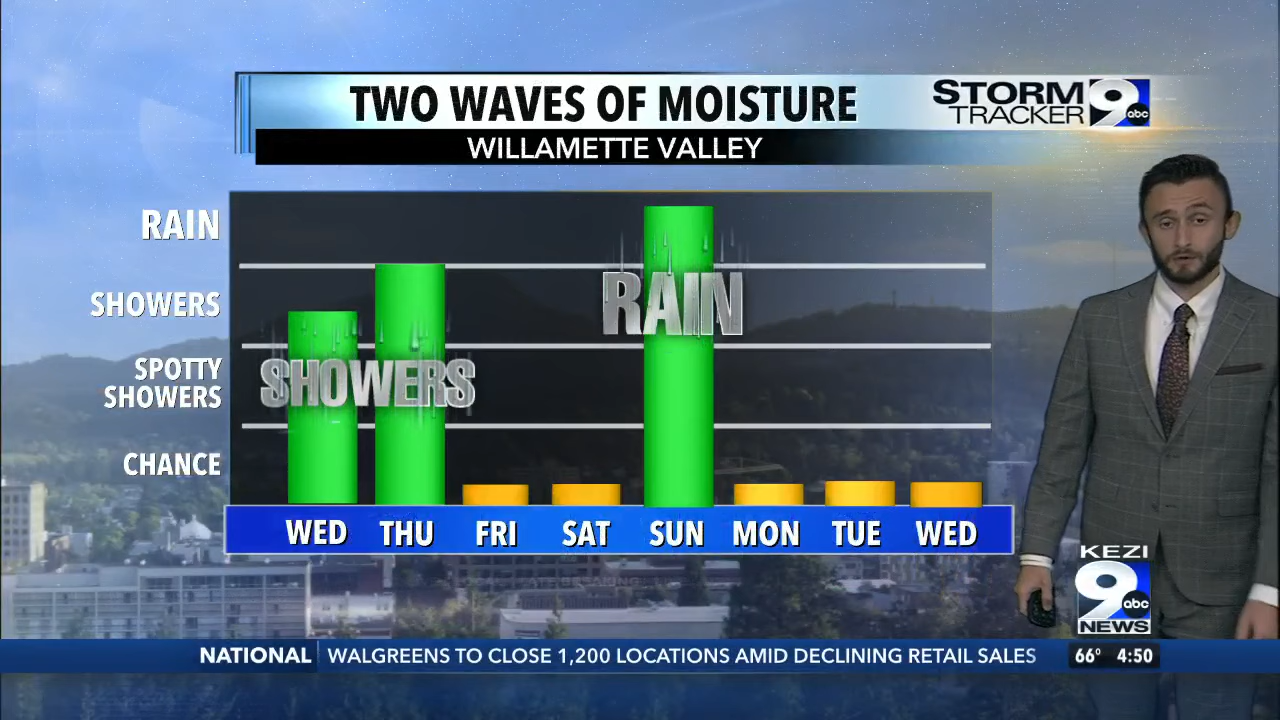 TWO WAVES OF MOISTURE
STORM
TRACKER 9 abc
WILLAMETTE VALLEY
RAIN
SHOWERS
SPOTTY
SHOWERS
CHANCE
RAIN
SHOWERS
WED THU FRI SAT SUN MON TUE WED
KEZI
9 abc
NEWS
NATIONAL WALGREENS TO CLOSE 1,200 LOCATIONS AMID DECLINING RETAIL SALES 66° 4:50